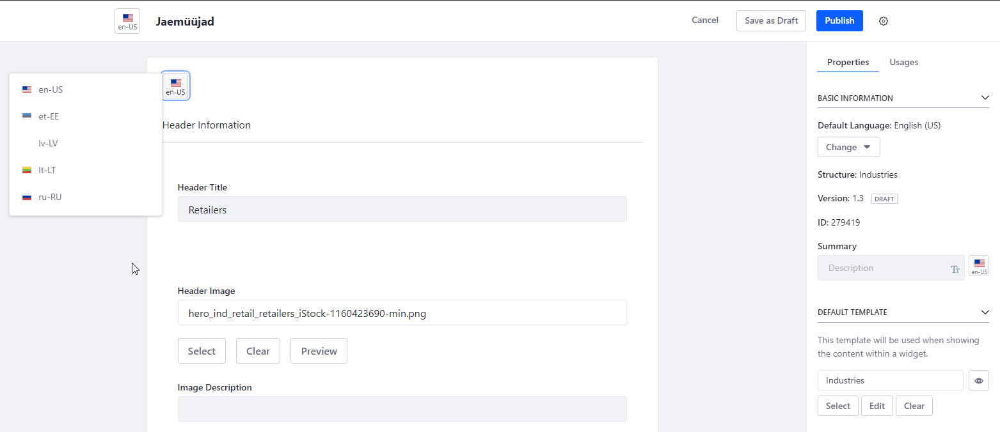 en-US
Jaemüüjad
Cancel
Save as Draft
Publish
en-US
et-EE
lv-LV
lt-LT
ru-RU
en-US
Header Information
Header Title
Retailers
Header Image
hero_ind_retail_retailers_iStock-1160423690-min.png
Select
Clear
Preview
Image Description
Properties
Usages
BASIC INFORMATION
Default Language: English (US)
Change
Structure: Industries
Version: 1.3 DRAFT
ID: 279419
Summary
Description
Tt
en-US
DEFAULT TEMPLATE
This template will be used when showing
the content within a widget.
Industries
Select
Edit
Clear